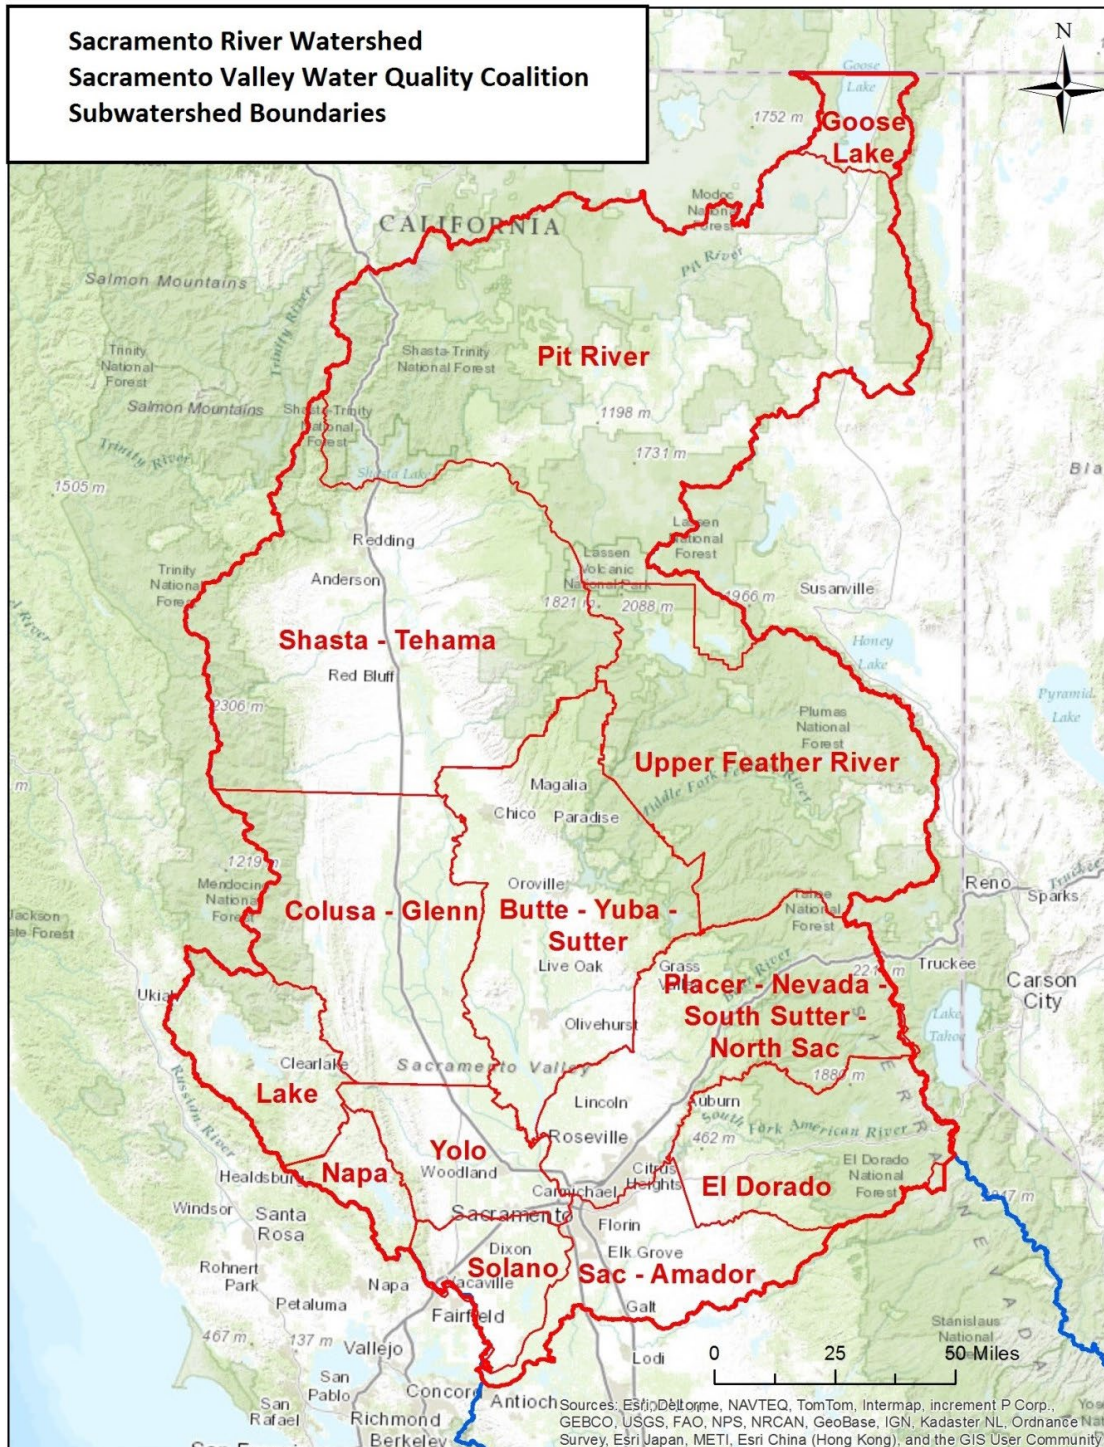 Sacramento River Watershed
Sacramento Valley Water Quality Coalition
Subwatershed Boundaries
N
Goose
Lake
1752 m
Goose
Lake
Modoc
National
Forest
CALIFORNIA
Pit River
Salmon Mountains
Trinity River
Trinity
National
Forest
Shasta-Trinity
National Forest
Pit River
Salmon Mountains
Shasta-Trinity
National
Forest
1198 m
Trinity River
1731 m
Shasta Lake
1505 m
Redding
Lassen
National
Forest
Lassen
Volcanic
National Park
Anderson
Trinity
National
Forest
1821 m
2088 m
1966 m
Susanville
Shasta - Tehama
Honey
Lake
Red Bluff
2306 m
Pyramid
Lake
Plumas
National
Forest
Upper Feather River
Magalia
Chico
Paradise
1219 m
Oroville
Reno
Sparks
Mendocino
National
Forest
Colusa - Glenn
Butte - Yuba -
Sutter
Tahoe
National
Forest
Jackson
Live Oak
Grass
Bear River
Truckee
Placer - Nevada -
South Sutter -
North Sac
Carson
City
Olivehurst
Lake
Tahoe
Clearlake
Sacramento Valley
Lake
1880 m
Russian River
Lincoln
Auburn
South Fork American River
Roseville
462 m
Yolo
Woodland
Napa
Healdsburg
Citrus
Heights
El Dorado
El Dorado
National
Forest
Carmichael
Windsor
Santa
Rosa
Sacramento
Florin
Dixon
Elk Grove
Rohnert
Park
Napa
Solano
Vacaville
Sac - Amador
Petaluma
Fairfield
Galt
467 m
137 m
Vallejo
Lodi
Stanislaus
National
0 25 50 Miles
San
Pablo
Concord
Antioch
San
Rafael
Richmond
Berkeley
Sources: Esri, DeLorme, NAVTEQ, TomTom, Intermap, increment P Corp.,
GEBCO, USGS, FAO, NPS, NRCAN, GeoBase, IGN, Kadaster NL, Ordnance
Survey, Esri Japan, METI, Esri China (Hong Kong), and the GIS User Community